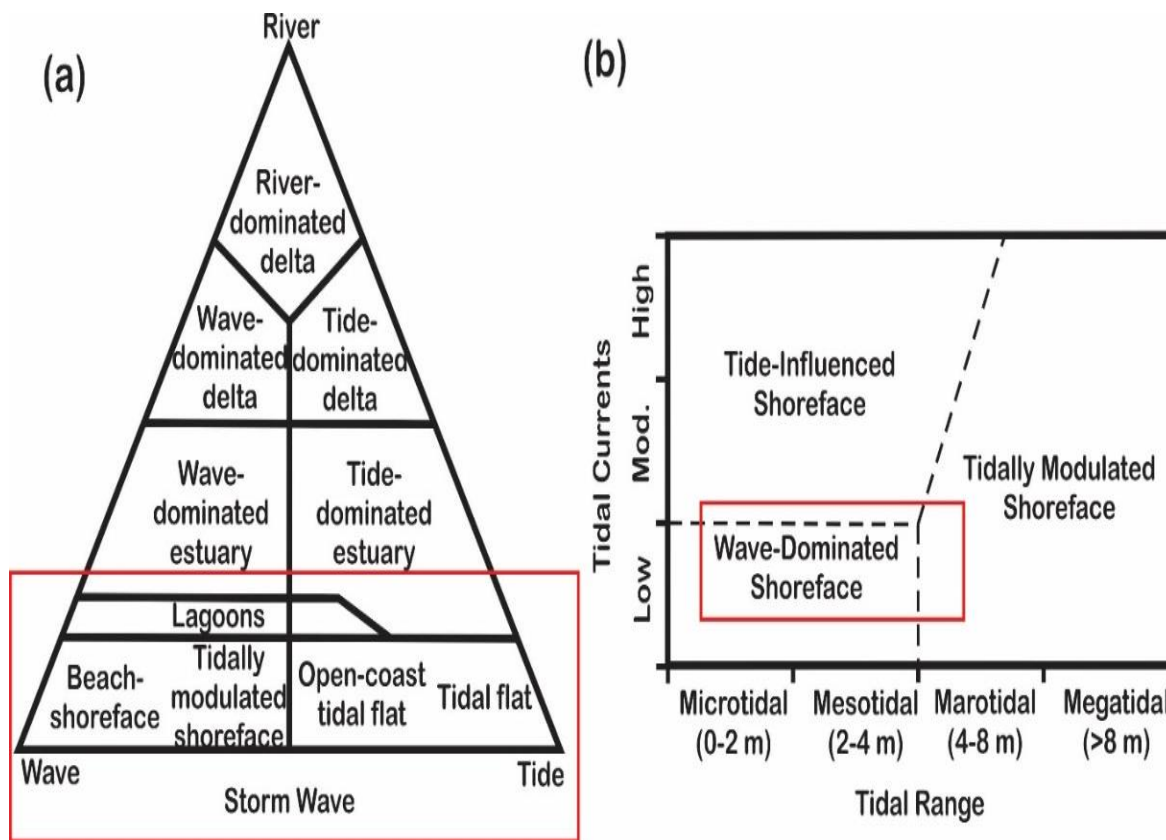 (a)
River
River-
dominated
delta
Wave-
dominated
delta
Tide-
dominated
delta
Wave-
dominated
estuary
Tide-
dominated
estuary
Lagoons
Beach-
shoreface
Tidally
modulated
shoreface
Open-coast
tidal flat
Tidal flat
Wave
Tide
Storm Wave
(b)
Tidal Currents
High
Mod.
Low
Tide-Influenced
Shoreface
Tidally Modulated
Shoreface
Wave-Dominated
Shoreface
Microtidal
(0-2 m)
Mesotidal
(2-4 m)
Marotidal
(4-8 m)
Megatidal
(>8 m)
Tidal Range